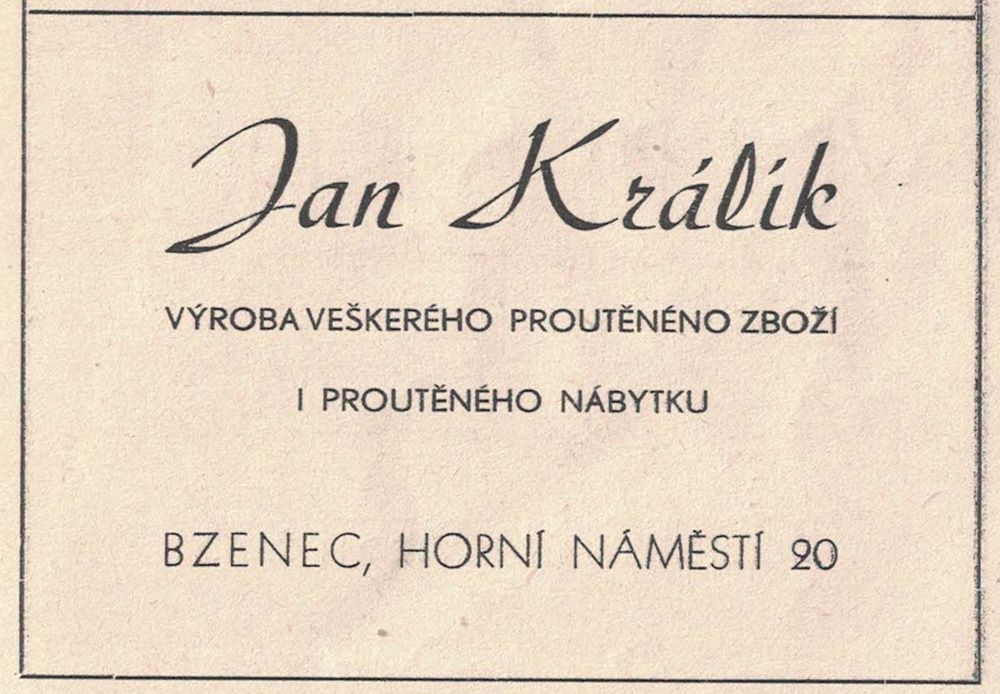 Jan Králík
VÝROBA VEŠKERÉHO PROUTĚNÉNO ZBOŽÍ
I PROUTĚNÉHO NÁBYTKU
BZENEC, HORNÍ NÁMĚSTÍ 20